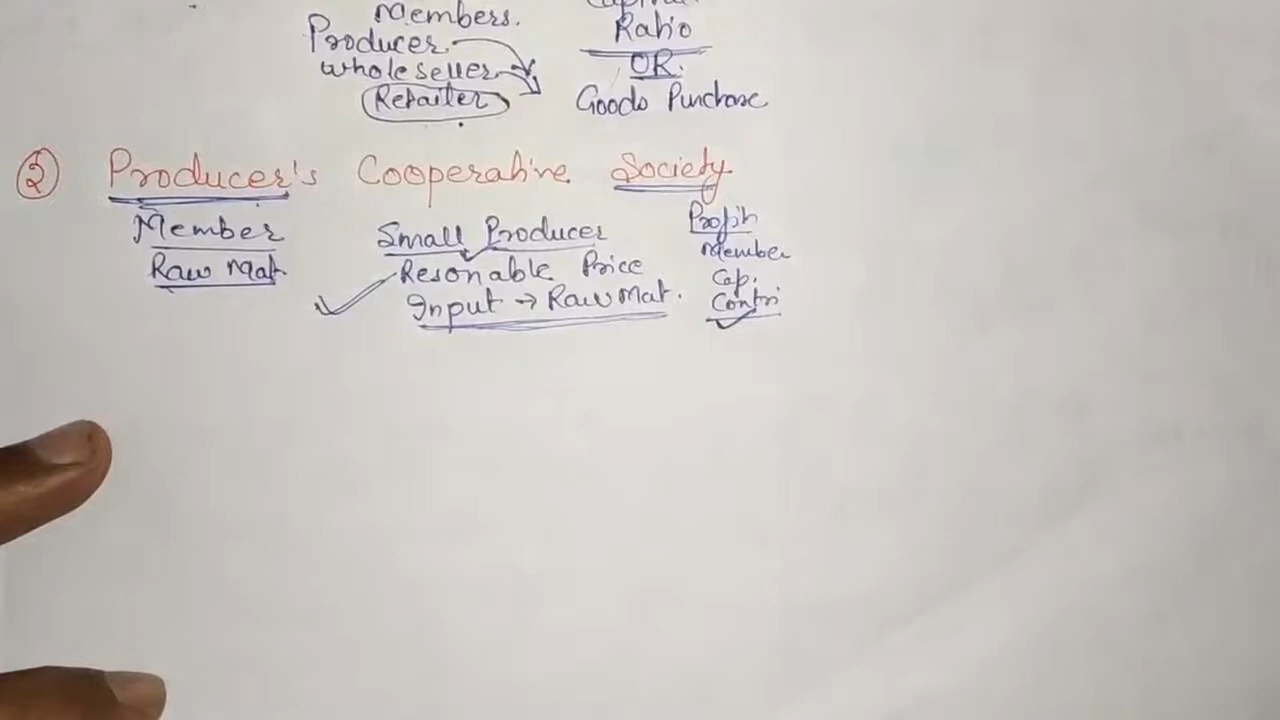 Members.
Ratio
Producer
wholeseller
OR.
Retailer
Goods Purchase
② Producer's Cooperative Society
Member
Raw Mat
Small Producer
Resonable Price
Input → Raw Mat.
Profit
Member
Cap.
Contri